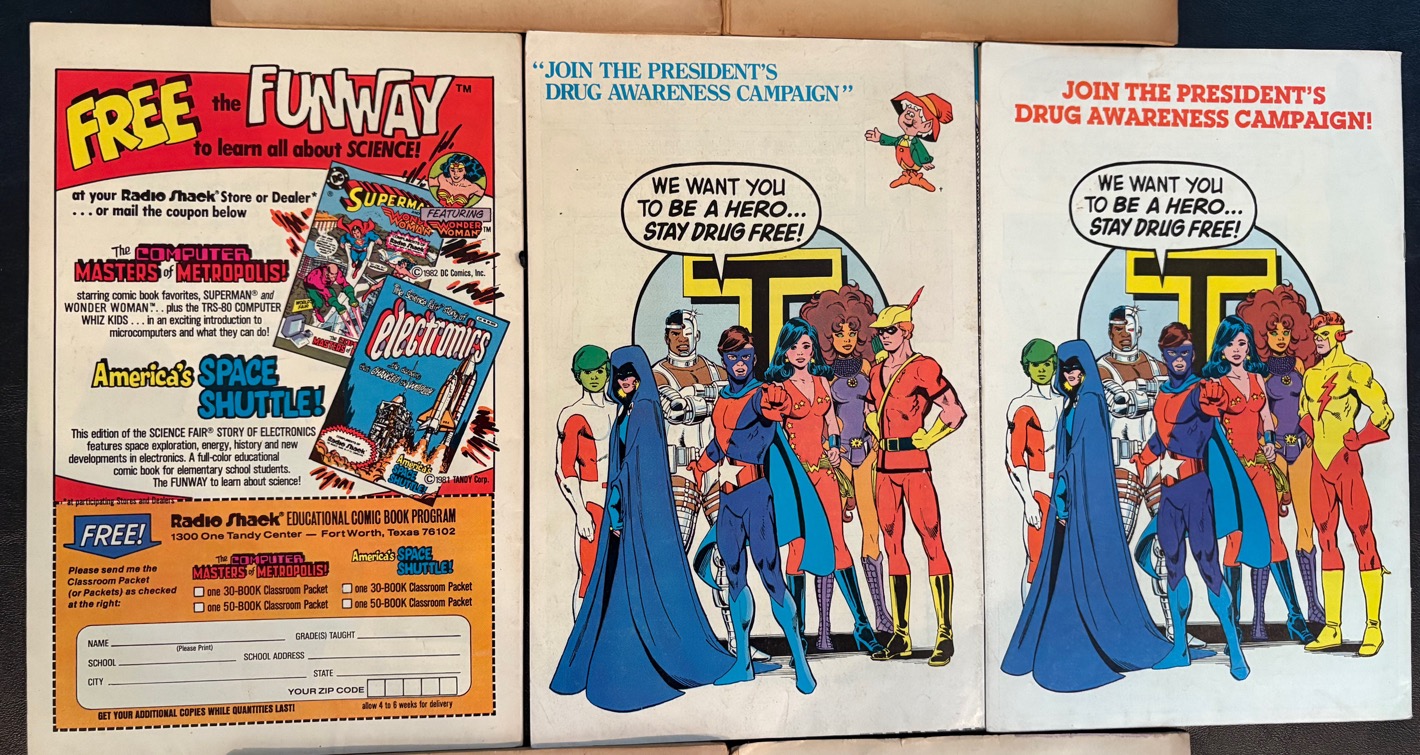 FREE the FUNWAY™
to learn all about SCIENCE!
at your Radio Shack® Store or Dealer*
...or mail the coupon below
The COMPUTER
MASTERS of METROPOLIS!
starring comic book favorites, SUPERMAN® and
WONDER WOMAN™... plus the TRS-80 COMPUTER
WHIZ KIDS... in an exciting introduction to
microcomputers and what they can do!
DC
SUPERMAN
WONDER
WOMAN
FEATURING
WONDER
WOMAN™
©1982 DC Comics, Inc.
America's SPACE
SHUTTLE!
This edition of the SCIENCE FAIR® STORY OF ELECTRONICS
features space exploration, energy, history and new
developments in electronics. A full-color educational
comic book for elementary school students.
The FUNWAY to learn about science!
The Science Fair Story of
electronics
Radio Shack
America's
SPACE
SHUTTLE!
©1981 TANDY Corp.
*at participating Stores and Dealers
FREE!
Radio Shack® EDUCATIONAL COMIC BOOK PROGRAM
1300 One Tandy Center — Fort Worth, Texas 76102
Please send me the
Classroom Packet
(or Packets) as checked
at the right:
The COMPUTER
MASTERS of METROPOLIS!
one 30-BOOK Classroom Packet
one 50-BOOK Classroom Packet
America's SPACE
SHUTTLE!
one 30-BOOK Classroom Packet
one 50-BOOK Classroom Packet
NAME GRADE(S) TAUGHT
(Please Print)
SCHOOL SCHOOL ADDRESS
CITY STATE
YOUR ZIP CODE
GET YOUR ADDITIONAL COPIES WHILE QUANTITIES LAST!
allow 4 to 6 weeks for delivery
"JOIN THE PRESIDENT'S
DRUG AWARENESS CAMPAIGN"
WE WANT YOU
TO BE A HERO...
STAY DRUG FREE!
T
JOIN THE PRESIDENT'S
DRUG AWARENESS CAMPAIGN!
WE WANT YOU
TO BE A HERO...
STAY DRUG FREE!
T